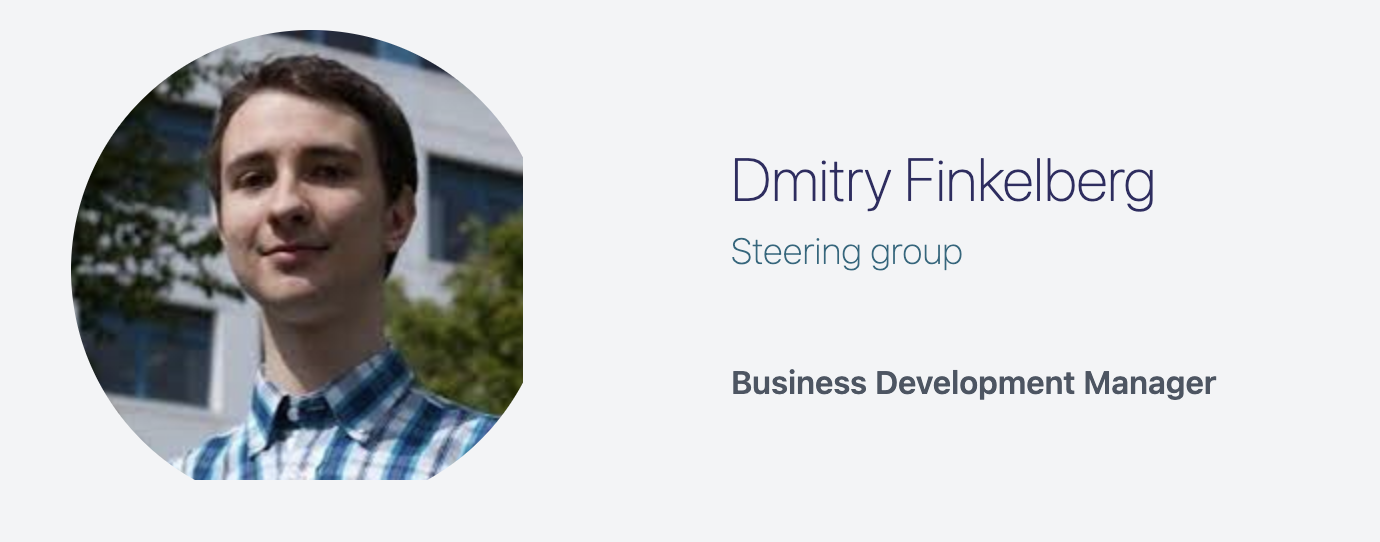 Dmitry Finkelberg
Steering group
Business Development Manager